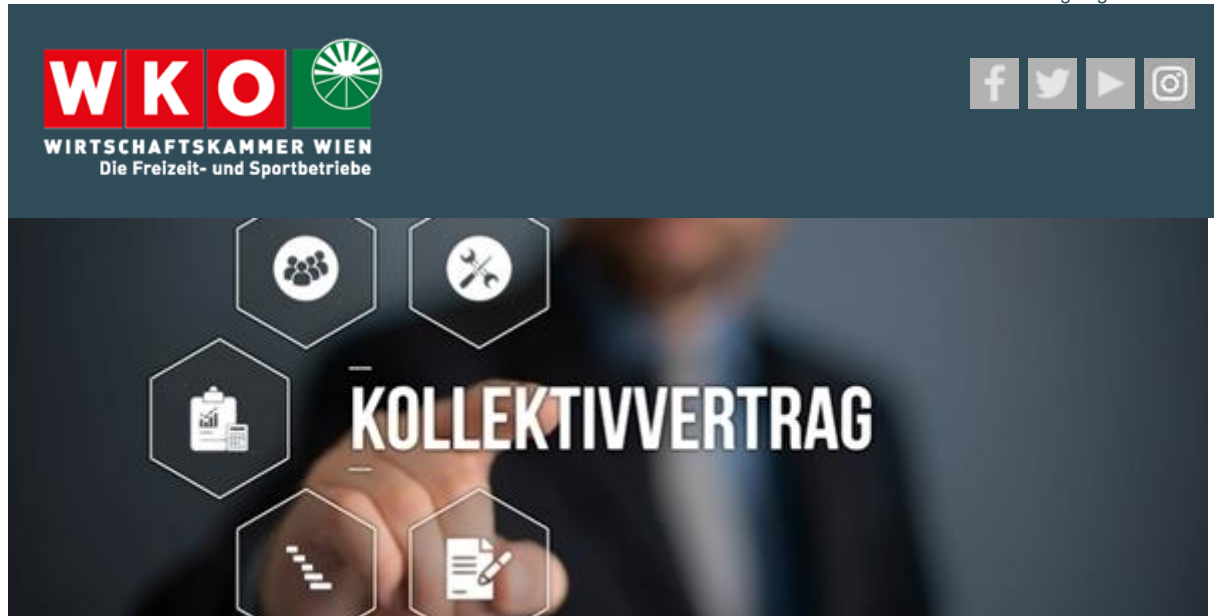 WKO
WIRTSCHAFTSKAMMER WIEN
Die Freizeit- und Sportbetriebe
KOLLEKTIVVERTRAG